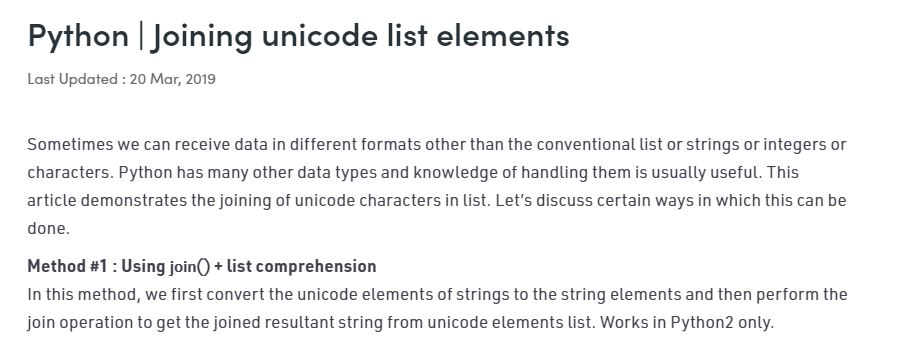 Python | Joining unicode list elements
Last Updated : 20 Mar, 2019
Sometimes we can receive data in different formats other than the conventional list or strings or integers or
characters. Python has many other data types and knowledge of handling them is usually useful. This
article demonstrates the joining of unicode characters in list. Let’s discuss certain ways in which this can be
done.
Method #1 : Using join() + list comprehension
In this method, we first convert the unicode elements of strings to the string elements and then perform the
join operation to get the joined resultant string from unicode elements list. Works in Python2 only.